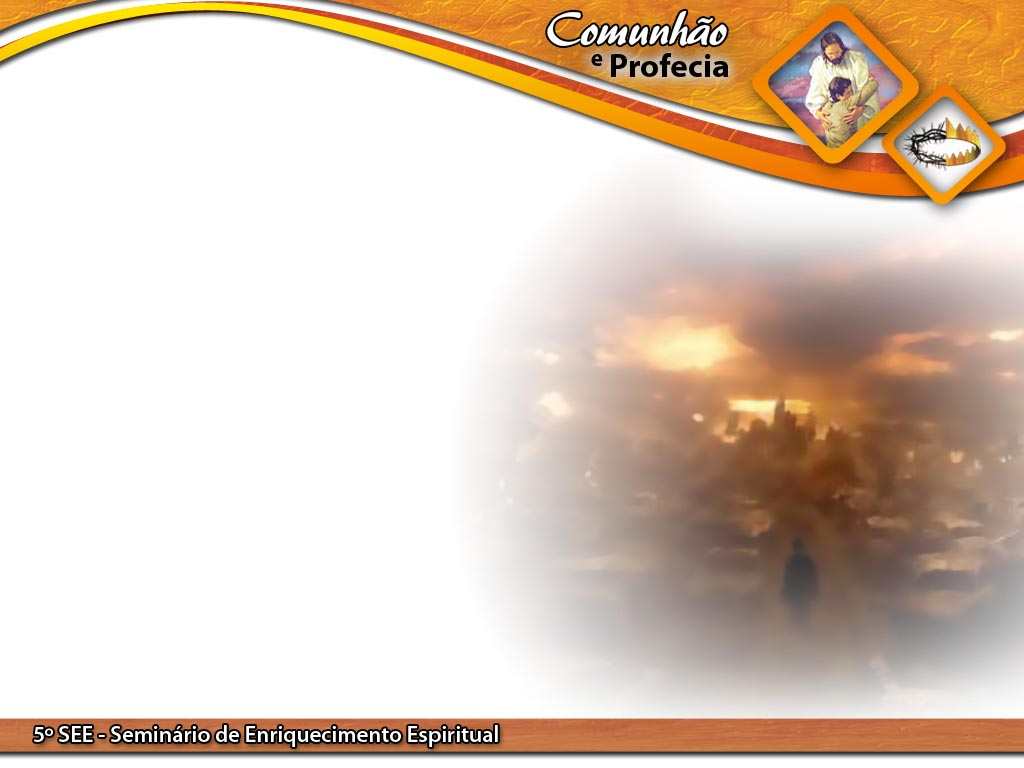 Comunhão
e Profecia
5º SEE - Seminário de Enriquecimento Espiritual